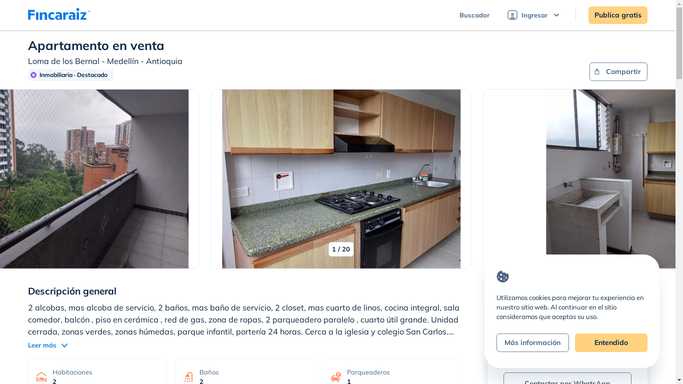 Fincaraiz
Buscador
Ingresar
Publica gratis
Apartamento en venta
Loma de los Bernal - Medellín - Antioquia
Inmobiliaria - Destacado
Compartir
1 / 20
Descripción general
2 alcobas, mas alcoba de servicio, 2 baños, mas baño de servicio, 2 closet, mas cuarto de linos, cocina integral, sala
comedor, balcón , piso en cerámica , red de gas, zona de ropas, 2 parqueadero paralelo , cuarto útil grande. Unidad
cerrada, zonas verdes, zonas húmedas, parque infantil, portería 24 horas. Cerca a la iglesia y colegio San Carlos....
Leer más
Habitaciones
2
Baños
2
Parqueaderos
1
Utilizamos cookies para mejorar tu experiencia en
nuestro sitio web. Al continuar en el sitio
consideramos que aceptas su uso.
Más información
Entendido
Contactar por WhatsApp